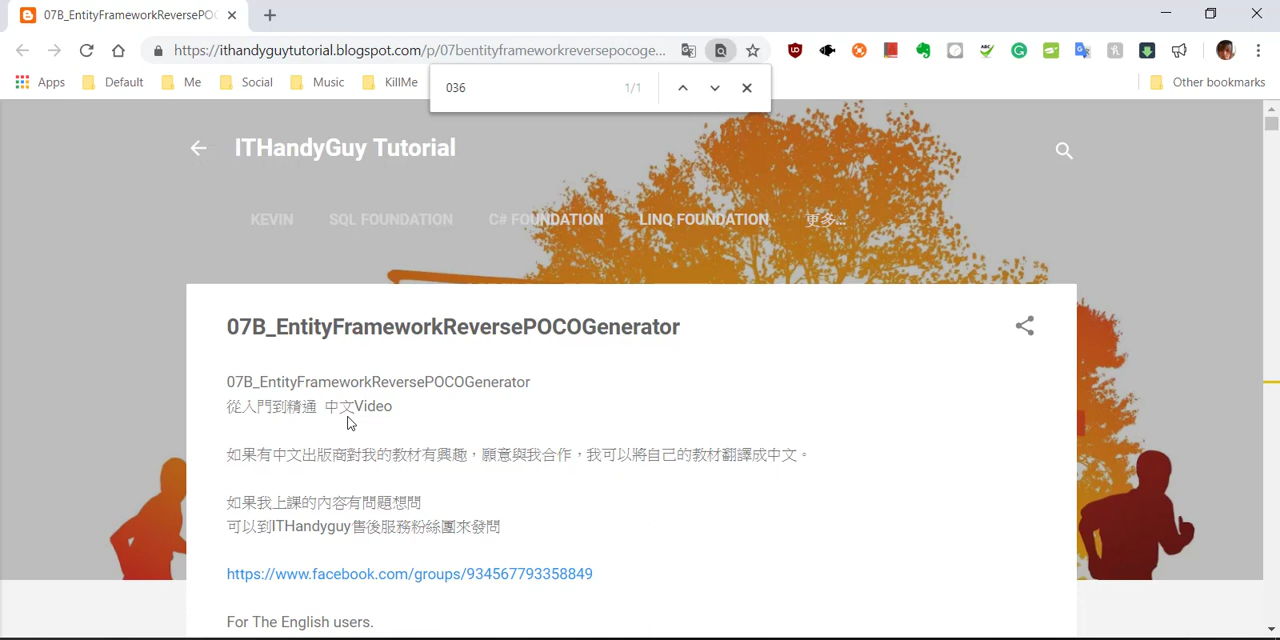 07B_EntityFrameworkReversePOC
https://ithandyguytutorial.blogspot.com/p/07bentityframeworkreversepocoge...
Apps Default Me Social Music KillMe Other bookmarks
036 1/1
ITHandyGuy Tutorial
KEVIN SQL FOUNDATION C# FOUNDATION LINQ FOUNDATION 更多...
07B_EntityFrameworkReversePOCOGenerator
07B_EntityFrameworkReversePOCOGenerator
從入門到精通 中文Video
如果有中文出版商對我的教材有興趣，願意與我合作，我可以將自己的教材翻譯成中文。
如果我上課的內容有問題想問
可以到ITHandyguy售後服務粉絲團來發問
https://www.facebook.com/groups/934567793358849
For The English users.